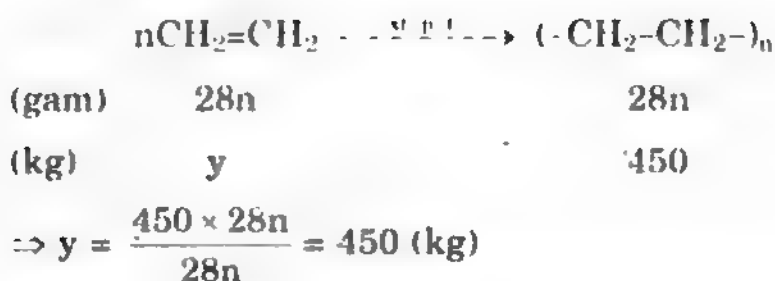 nCH₂=CH₂ ------→ (-CH₂-CH₂-)ₙ
(gam) 28n 28n
(kg) y 450
⇒ y = (450 × 28n)/(28n) = 450 (kg)